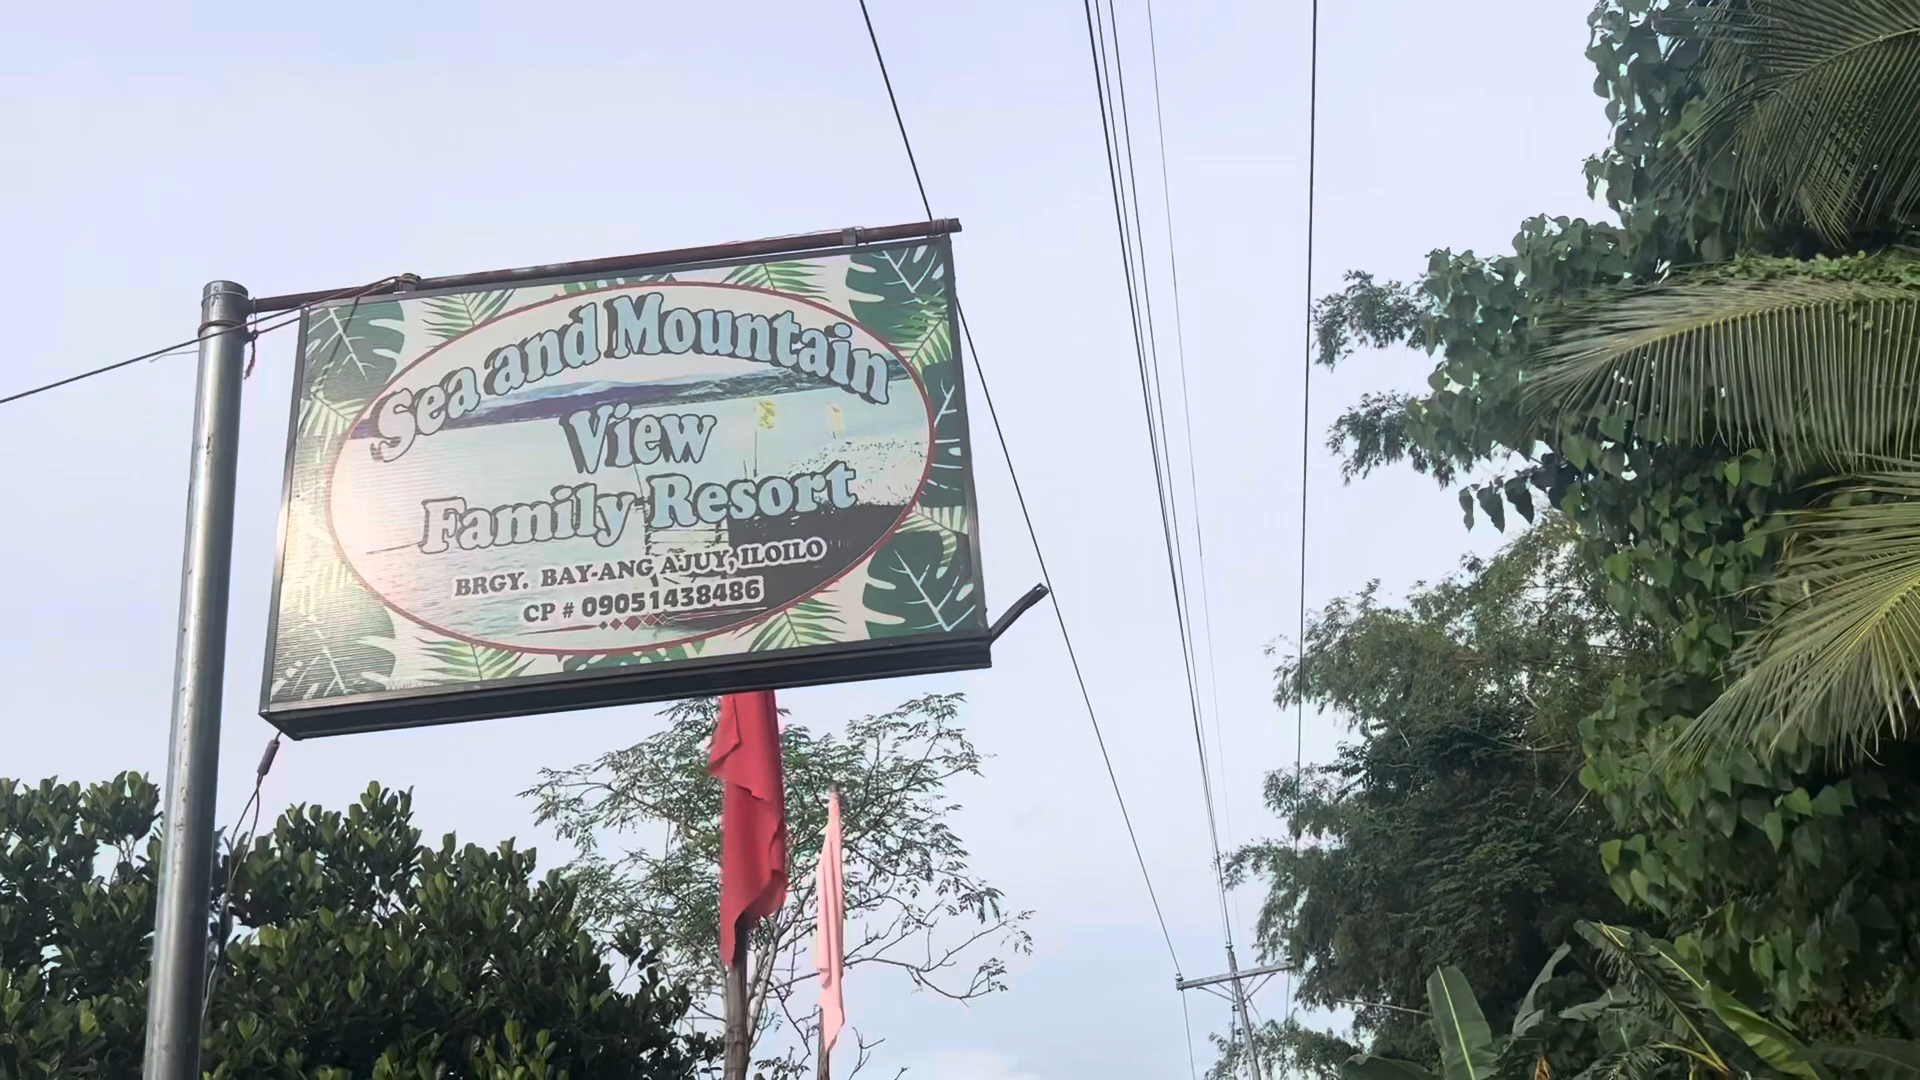 Sea and Mountain
View
Family Resort
BRGY. BAY-ANG AJUY, ILOILO
CP # 09051438486